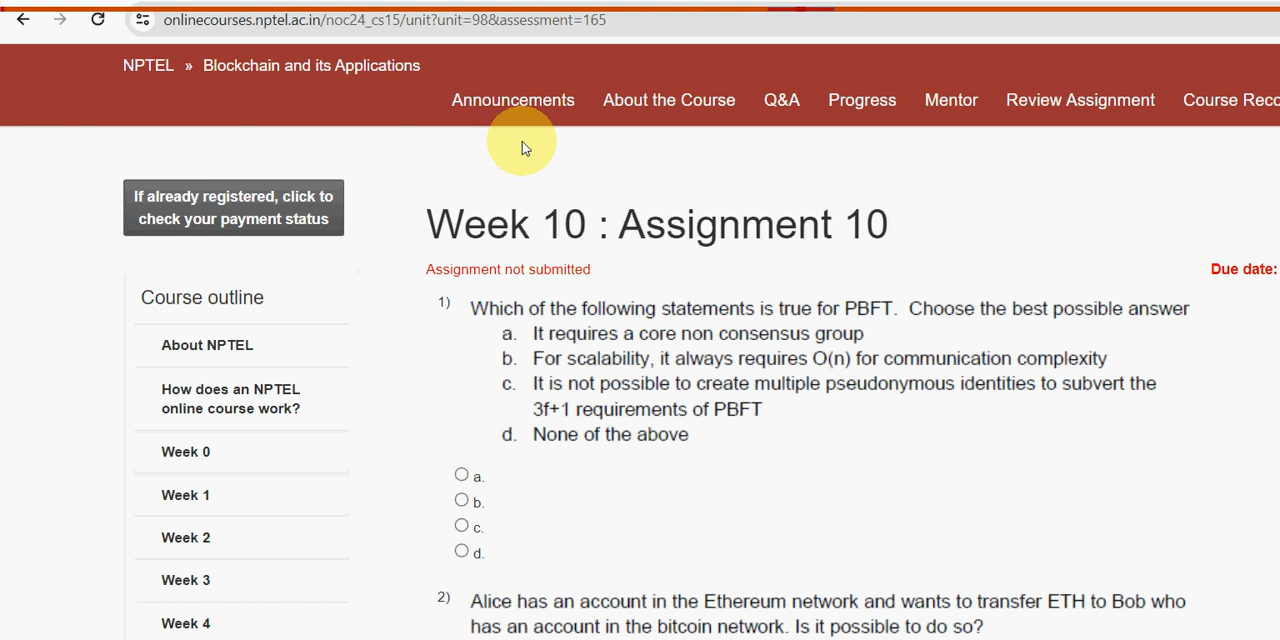 onlinecourses.nptel.ac.in/noc24_cs15/unit?unit=98&assessment=165
NPTEL » Blockchain and its Applications
Announcements About the Course Q&A Progress Mentor Review Assignment Course Reco
If already registered, click to
check your payment status
Week 10 : Assignment 10
Assignment not submitted Due date:
Course outline
About NPTEL
How does an NPTEL
online course work?
Week 0
Week 1
Week 2
Week 3
Week 4
1) Which of the following statements is true for PBFT. Choose the best possible answer
a. It requires a core non consensus group
b. For scalability, it always requires O(n) for communication complexity
c. It is not possible to create multiple pseudonymous identities to subvert the
3f+1 requirements of PBFT
d. None of the above
a.
b.
c.
d.
2) Alice has an account in the Ethereum network and wants to transfer ETH to Bob who
has an account in the bitcoin network. Is it possible to do so?